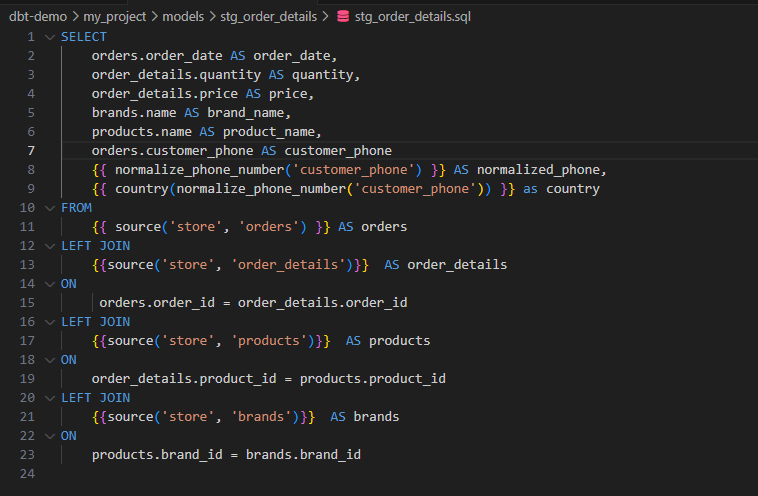 dbt-demo > my_project > models > stg_order_details > stg_order_details.sql
1 SELECT
2 orders.order_date AS order_date,
3 order_details.quantity AS quantity,
4 order_details.price AS price,
5 brands.name AS brand_name,
6 products.name AS product_name,
7 orders.customer_phone AS customer_phone
8 {{ normalize_phone_number('customer_phone') }} AS normalized_phone,
9 {{ country(normalize_phone_number('customer_phone')) }} as country
10 FROM
11 {{ source('store', 'orders') }} AS orders
12 LEFT JOIN
13 {{source('store', 'order_details')}}  AS order_details
14 ON
15 orders.order_id = order_details.order_id
16 LEFT JOIN
17 {{source('store', 'products')}}  AS products
18 ON
19 order_details.product_id = products.product_id
20 LEFT JOIN
21 {{source('store', 'brands')}}  AS brands
22 ON
23 products.brand_id = brands.brand_id
24